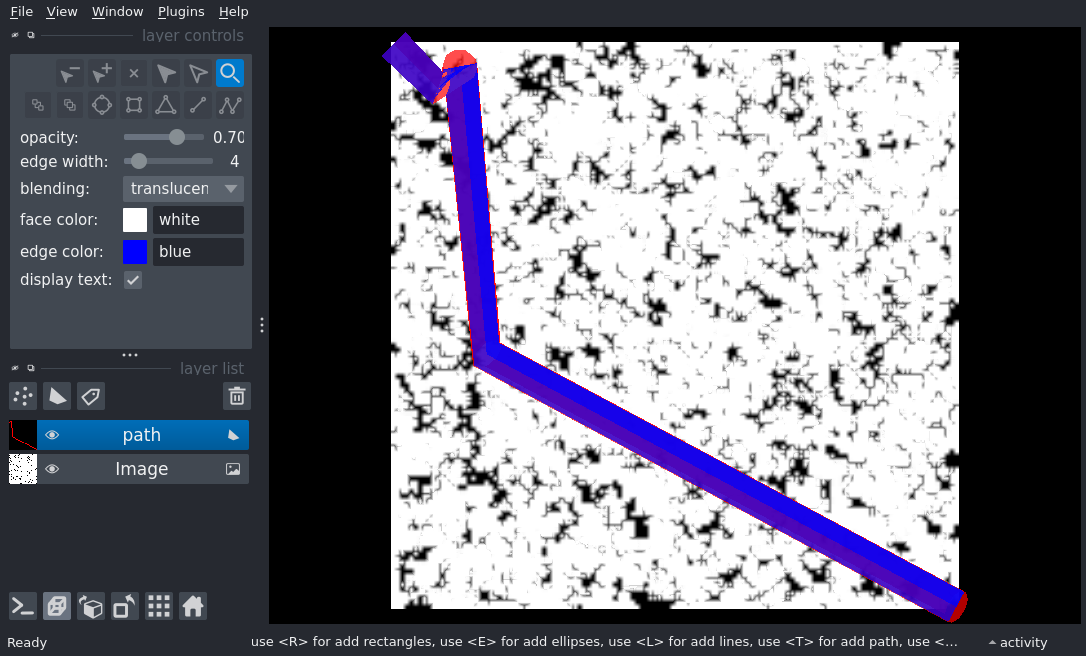 File View Window Plugins Help
layer controls
opacity: 0.70
edge width: 4
blending: translucen
face color: white
edge color: blue
display text:
layer list
path
Image
Ready use <R> for add rectangles, use <E> for add ellipses, use <L> for add lines, use <T> for add path, use <... activity